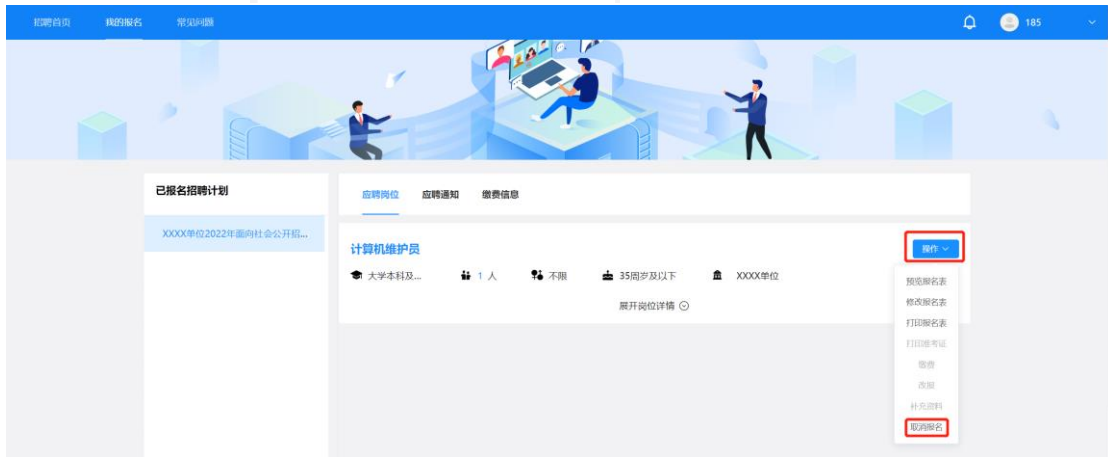 招聘首页 我的报名 常见问题 185
已报名招聘计划
应聘岗位 应聘通知 缴费信息
XXXX单位2022年面向社会公开招...
计算机维护员
操作
大学本科及... 1 人 不限 35周岁及以下 XXXX单位
展开岗位详情
预览报名表
修改报名表
打印报名表
打印准考证
缴费
改报
补充资料
取消报名